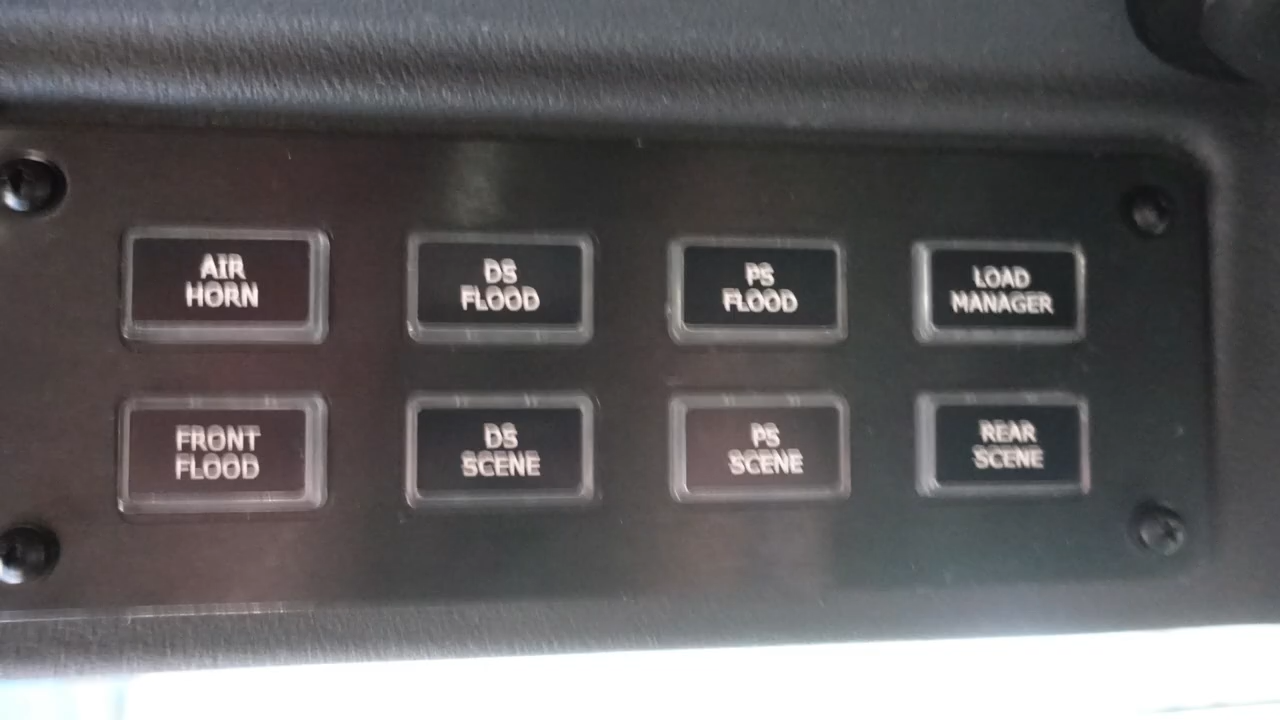 AIR
HORN
DS
FLOOD
PS
FLOOD
LOAD
MANAGER
FRONT
FLOOD
DS
SCENE
PS
SCENE
REAR
SCENE